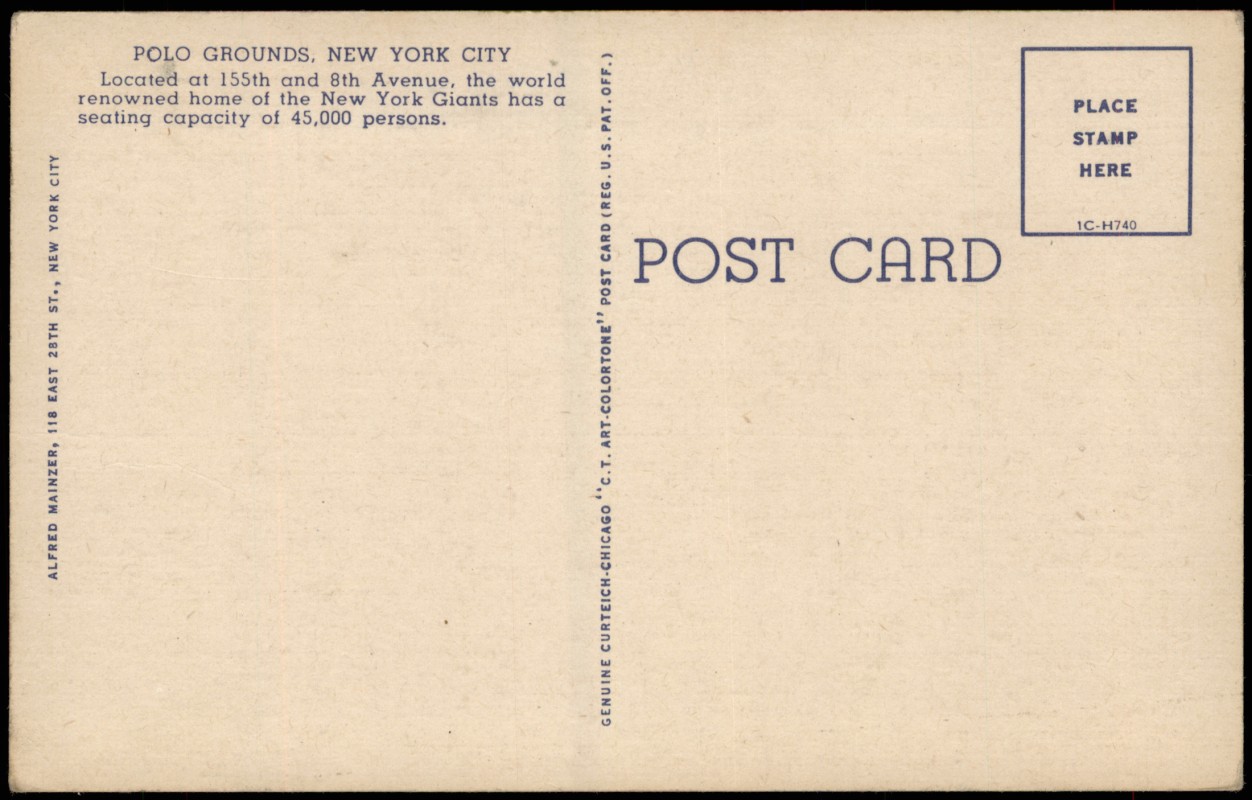 POLO GROUNDS, NEW YORK CITY
Located at 155th and 8th Avenue, the world
renowned home of the New York Giants has a
seating capacity of 45,000 persons.
ALFRED MAINZER, 118 EAST 28TH ST., NEW YORK CITY
GENUINE CURTEICH-CHICAGO "C.T. ART-COLORTONE" POST CARD (REG. U.S. PAT. OFF.)
POST CARD
PLACE
STAMP
HERE
1C-H740